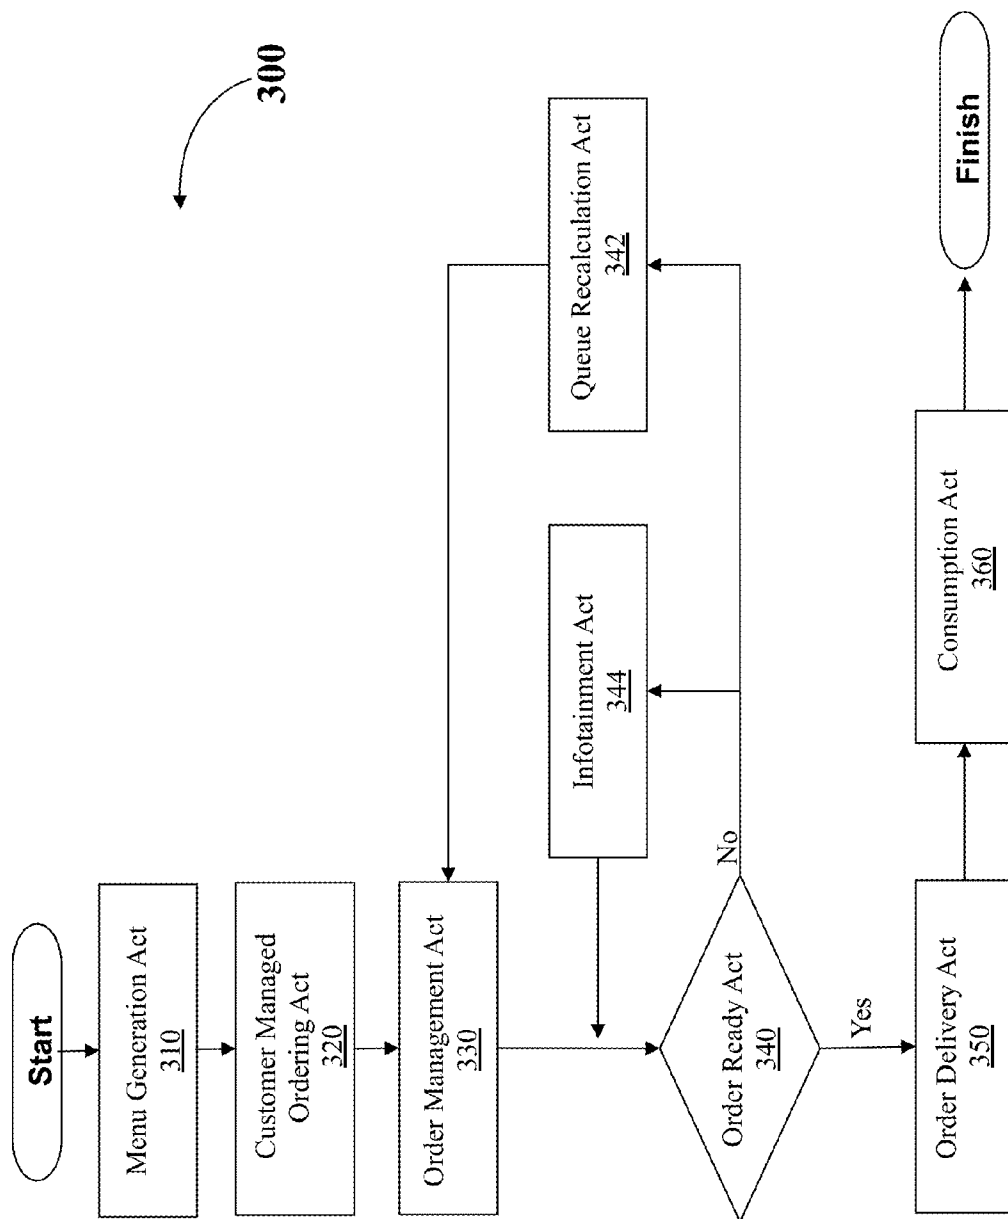 300
Start
Menu Generation Act
310
Customer Managed
Ordering Act
320
Order Management Act
330
Queue Recalculation Act
342
Infotainment Act
344
No
Order Ready Act
340
Yes
Order Delivery Act
350
Consumption Act
360
Finish